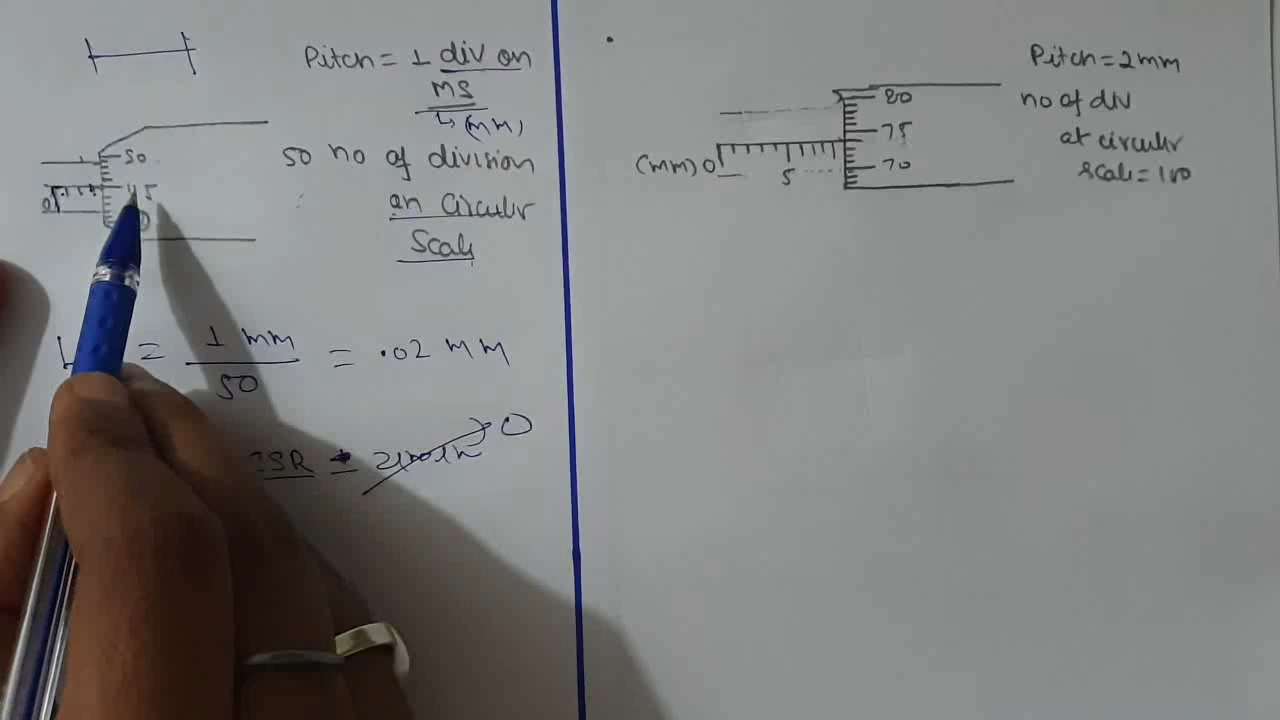 Pitch = 1 div on
MS
↳ (mm)
50 no of division
on Circular
Scale
50
45
0
= 1 mm
50
= .02 mm
± 0
Pitch = 2mm
no of div
at circular
scale = 100
80
75
70
(mm) 0
5